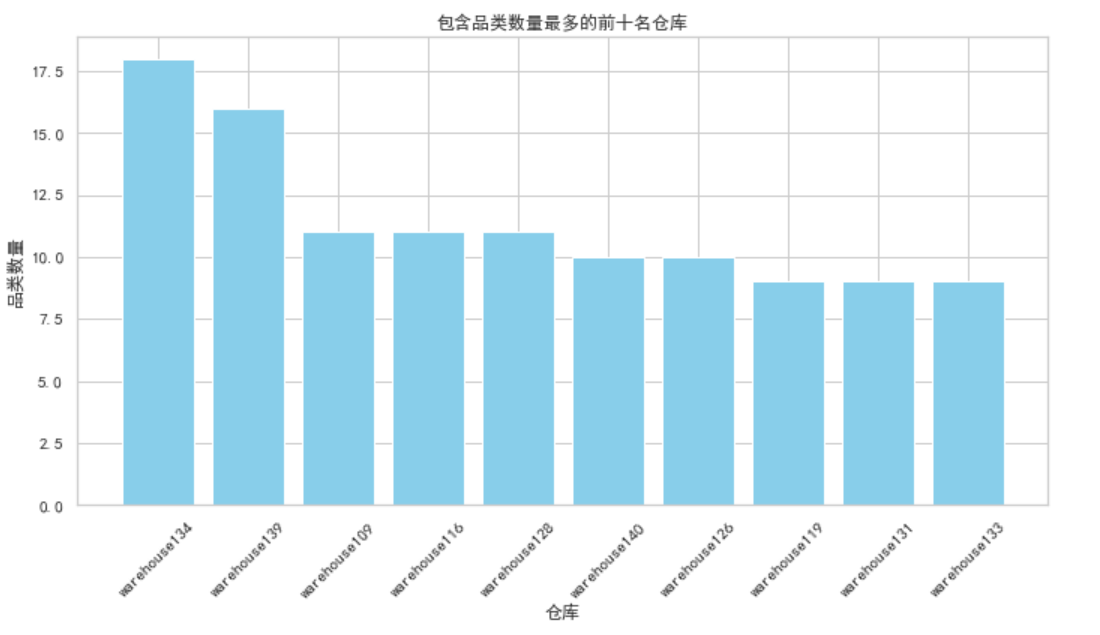 包含品类数量最多的前十名仓库
品类数量
17.5
15.0
12.5
10.0
7.5
5.0
2.5
0.0
warehouse134
warehouse139
warehouse109
warehouse116
warehouse128
warehouse140
warehouse126
warehouse119
warehouse131
warehouse133
仓库